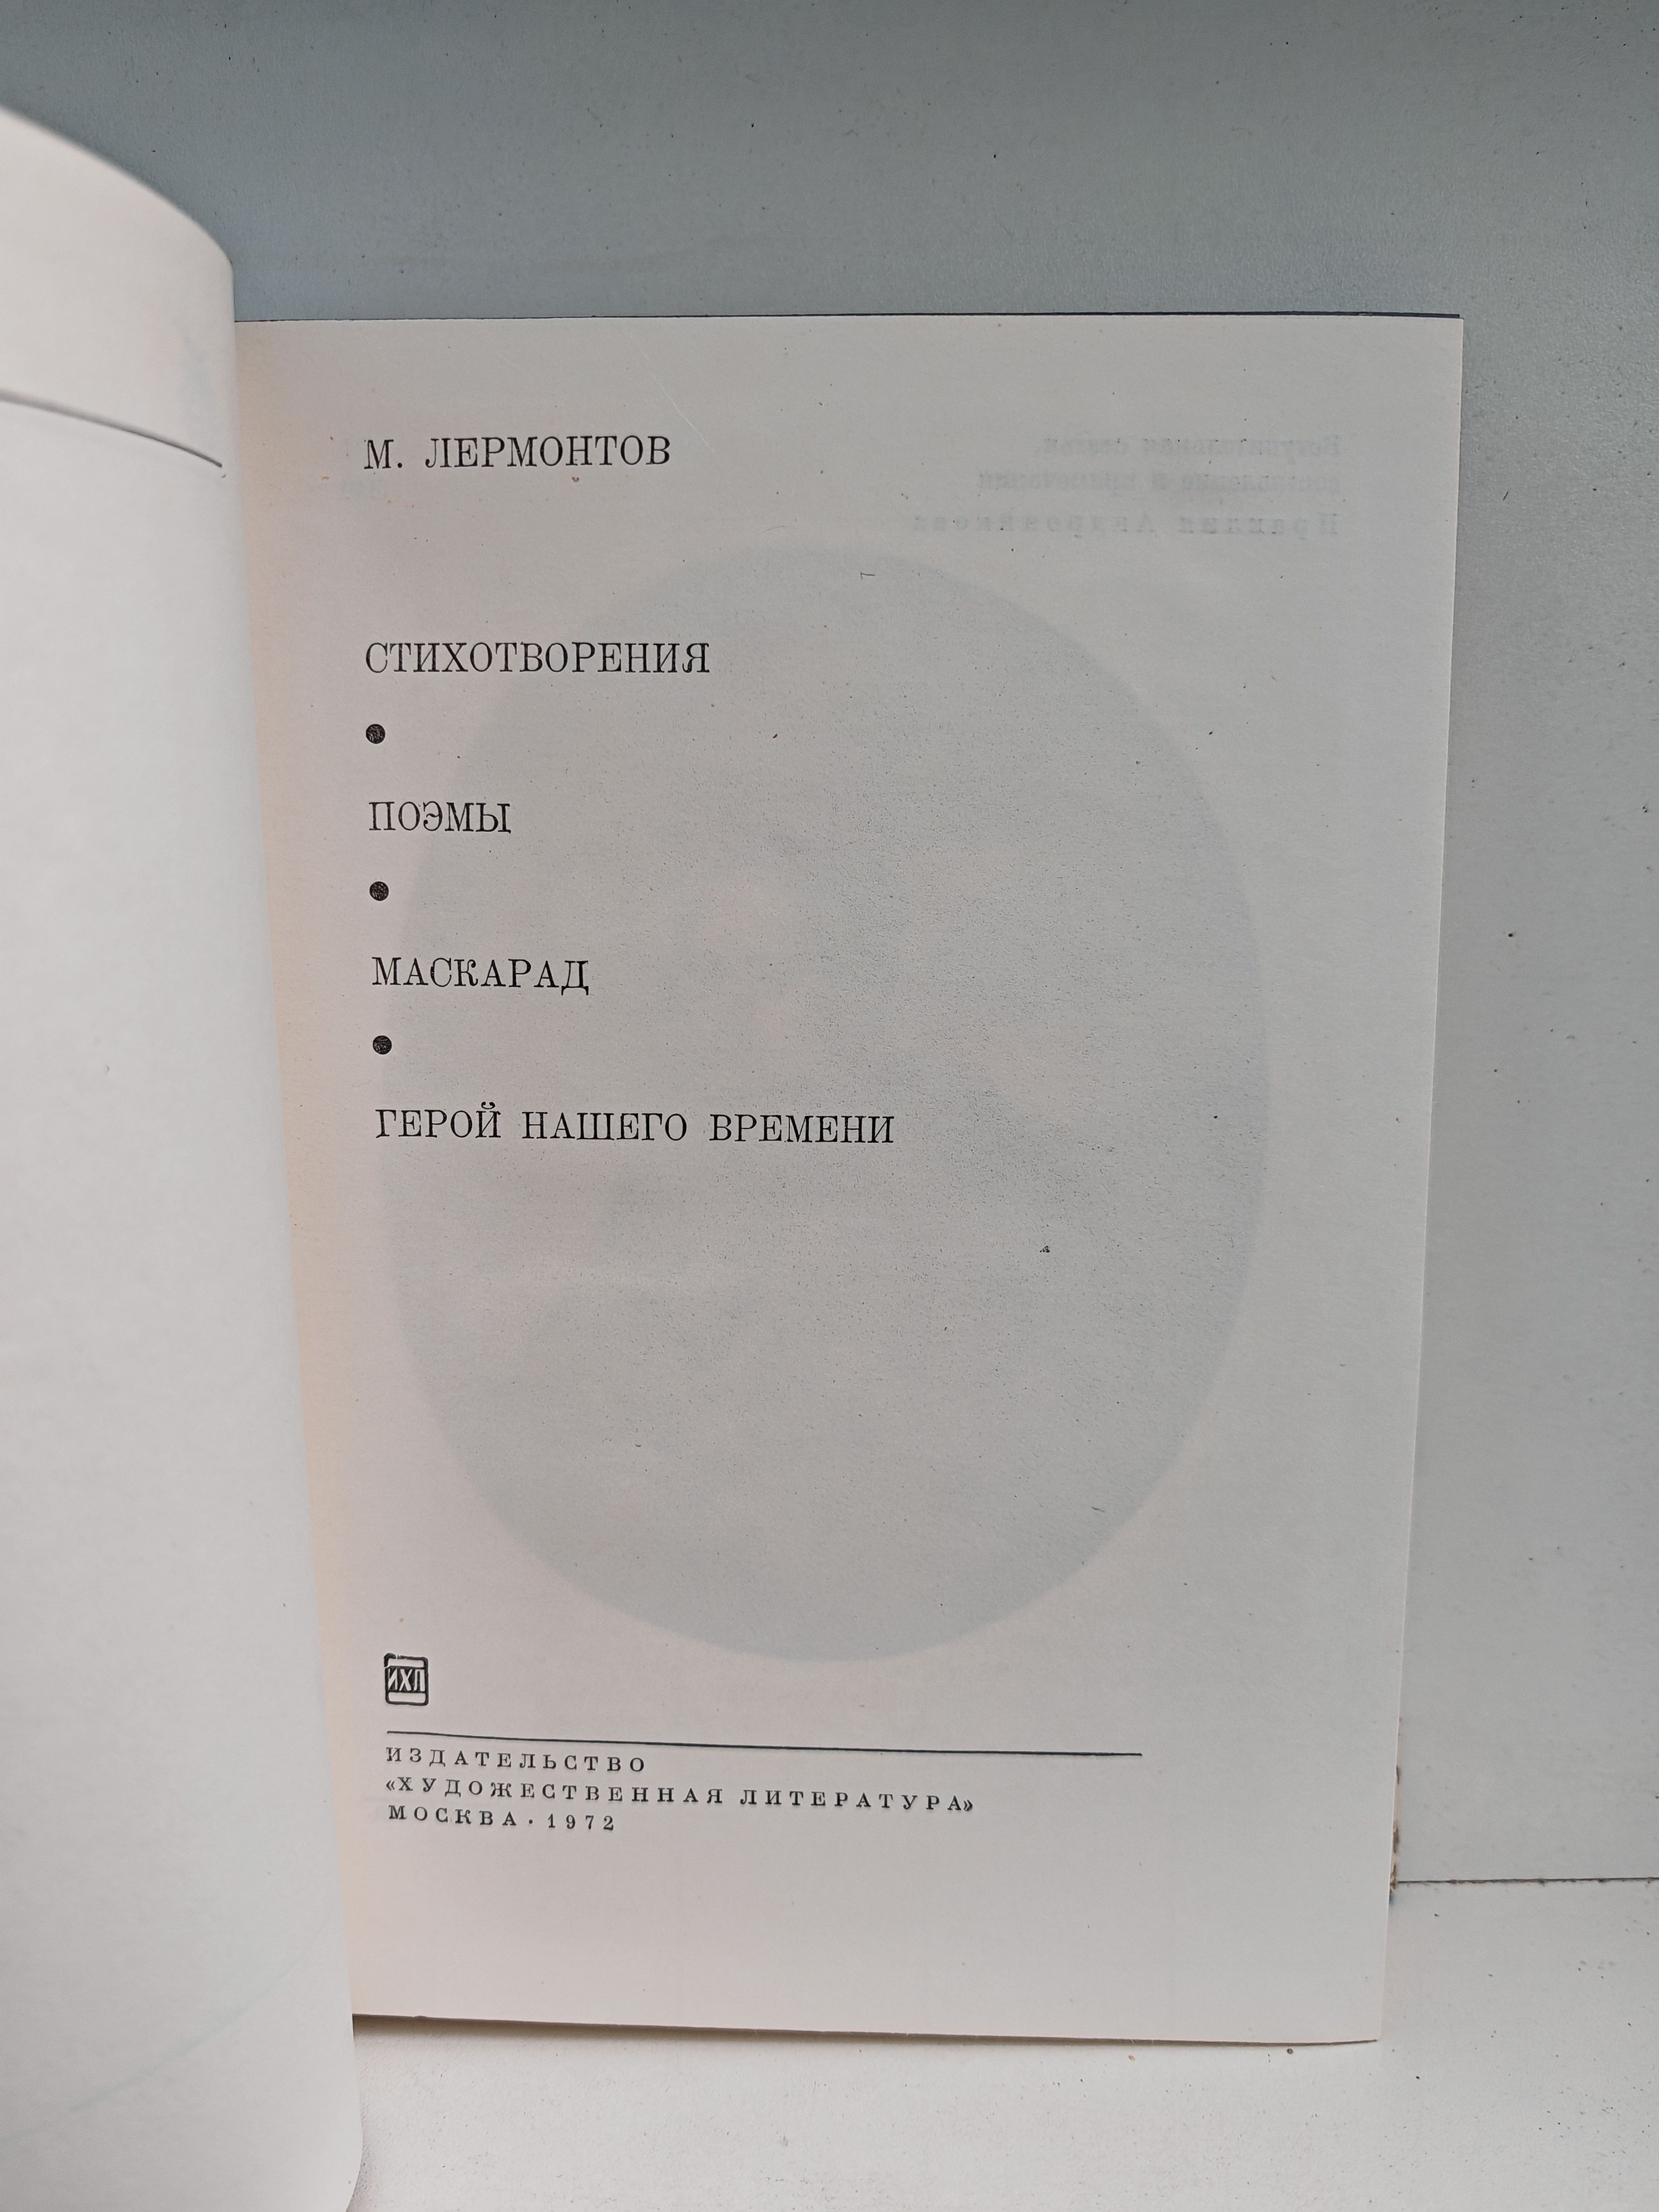 М. ЛЕРМОНТОВ
СТИХОТВОРЕНИЯ
•
ПОЭМЫ
•
МАСКАРАД
•
ГЕРОЙ НАШЕГО ВРЕМЕНИ
ИХЛ
ИЗДАТЕЛЬСТВО
«ХУДОЖЕСТВЕННАЯ ЛИТЕРАТУРА»
МОСКВА · 1972